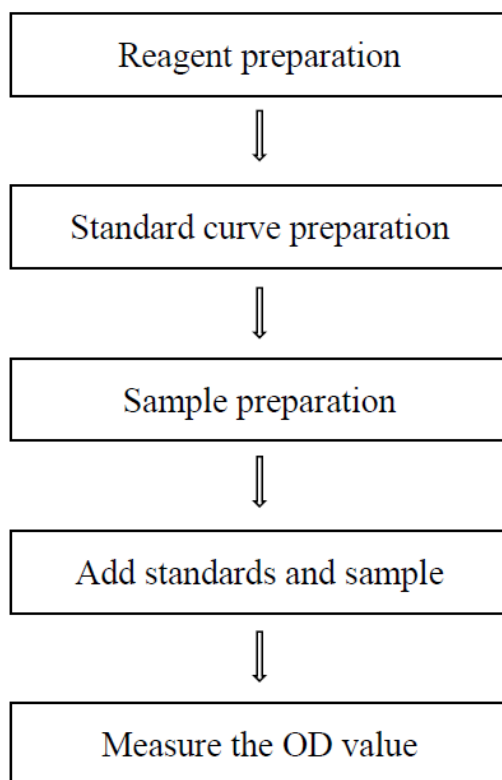 Reagent preparation
Standard curve preparation
Sample preparation
Add standards and sample
Measure the OD value